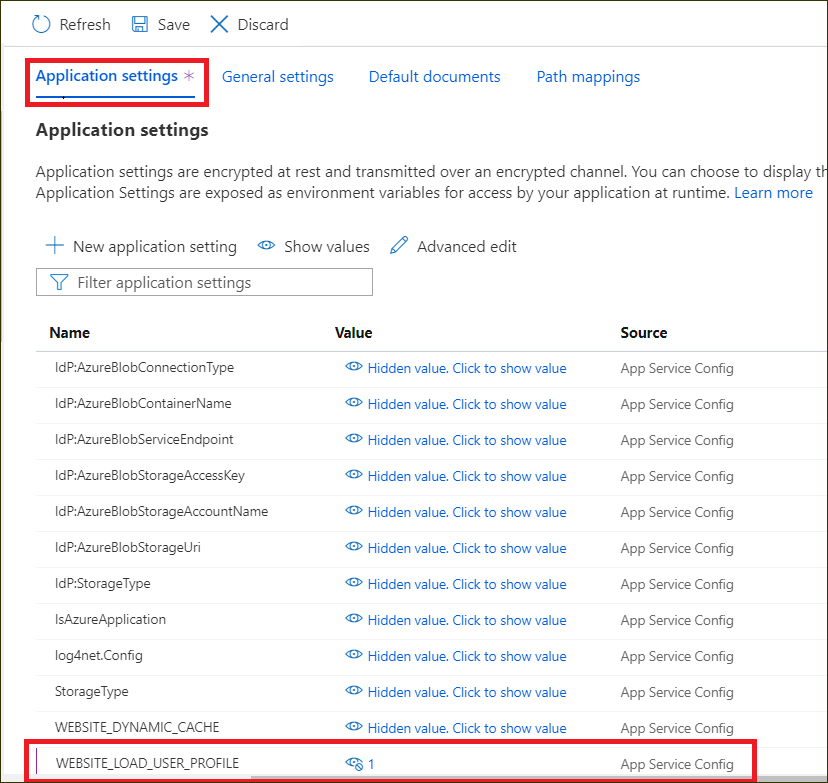 Refresh Save Discard
Application settings * General settings Default documents Path mappings
Application settings
Application settings are encrypted at rest and transmitted over an encrypted channel. You can choose to display th
Application Settings are exposed as environment variables for access by your application at runtime. Learn more
New application setting Show values Advanced edit
Filter application settings
Name Value Source
IdP:AzureBlobConnectionType Hidden value. Click to show value App Service Config
IdP:AzureBlobContainerName Hidden value. Click to show value App Service Config
IdP:AzureBlobServiceEndpoint Hidden value. Click to show value App Service Config
IdP:AzureBlobStorageAccessKey Hidden value. Click to show value App Service Config
IdP:AzureBlobStorageAccountName Hidden value. Click to show value App Service Config
IdP:AzureBlobStorageUri Hidden value. Click to show value App Service Config
IdP:StorageType Hidden value. Click to show value App Service Config
IsAzureApplication Hidden value. Click to show value App Service Config
log4net.Config Hidden value. Click to show value App Service Config
StorageType Hidden value. Click to show value App Service Config
WEBSITE_DYNAMIC_CACHE Hidden value. Click to show value App Service Config
WEBSITE_LOAD_USER_PROFILE 1 App Service Config